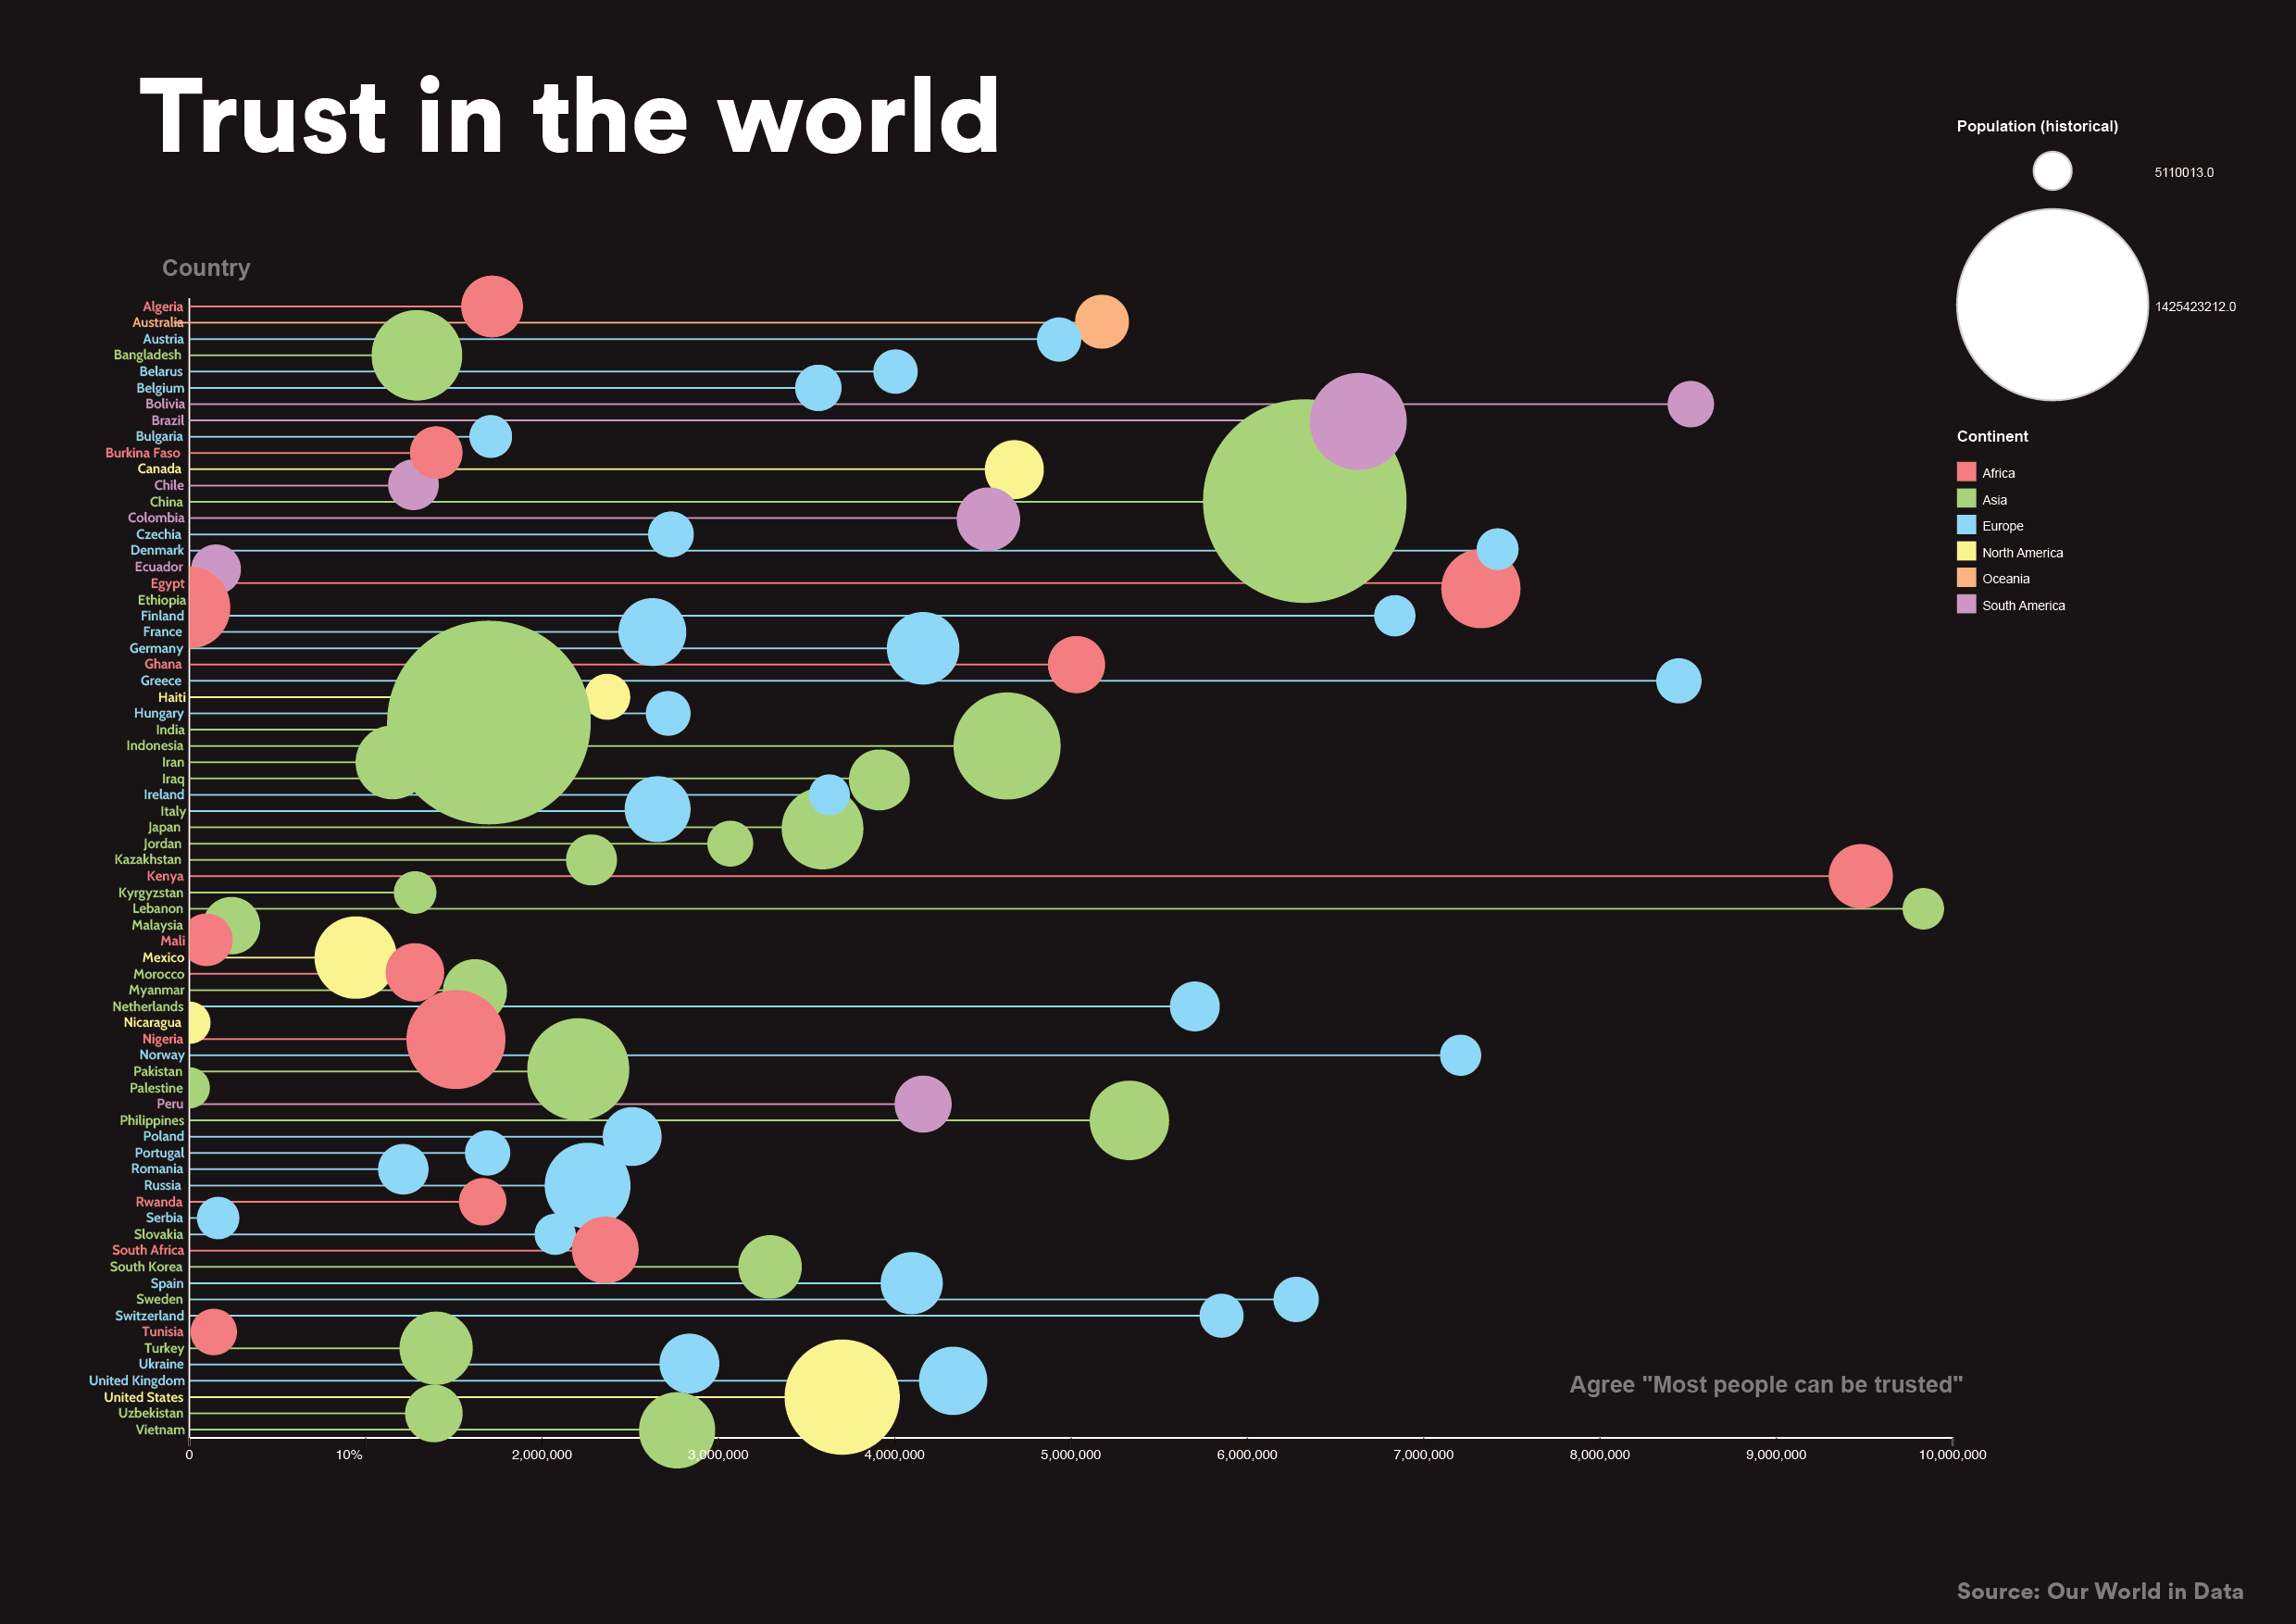 Trust in the world
Population (historical)
5110013.0
1425423212.0
Continent
Africa
Asia
Europe
North America
Oceania
South America
Country
Algeria
Australia
Austria
Bangladesh
Belarus
Belgium
Bolivia
Brazil
Bulgaria
Burkina Faso
Canada
Chile
China
Colombia
Czechia
Denmark
Ecuador
Egypt
Ethiopia
Finland
France
Germany
Ghana
Greece
Haiti
Hungary
India
Indonesia
Iran
Iraq
Ireland
Italy
Japan
Jordan
Kazakhstan
Kenya
Kyrgyzstan
Lebanon
Malaysia
Mali
Mexico
Morocco
Myanmar
Netherlands
Nicaragua
Nigeria
Norway
Pakistan
Palestine
Peru
Philippines
Poland
Portugal
Romania
Russia
Rwanda
Serbia
Slovakia
South Africa
South Korea
Spain
Sweden
Switzerland
Tunisia
Turkey
Ukraine
United Kingdom
United States
Uzbekistan
Vietnam
Agree "Most people can be trusted"
0 10% 2,000,000 3,000,000 4,000,000 5,000,000 6,000,000 7,000,000 8,000,000 9,000,000 10,000,000
Source: Our World in Data